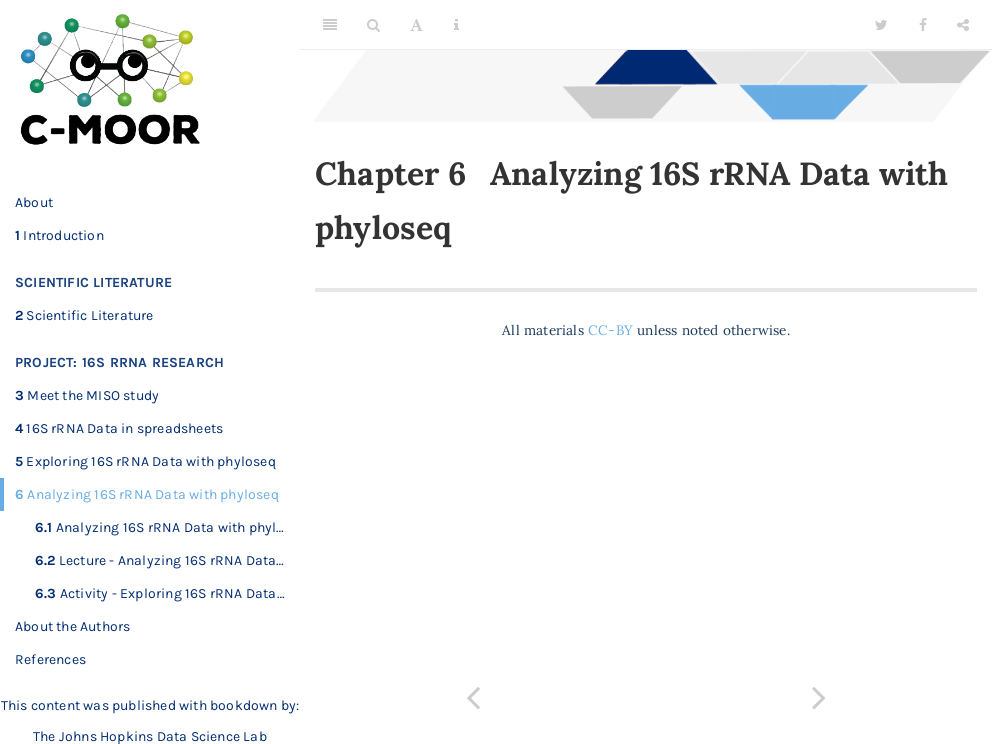 C-MOOR
About
1 Introduction
SCIENTIFIC LITERATURE
2 Scientific Literature
PROJECT: 16S RRNA RESEARCH
3 Meet the MISO study
4 16S rRNA Data in spreadsheets
5 Exploring 16S rRNA Data with phyloseq
6 Analyzing 16S rRNA Data with phyloseq
6.1 Analyzing 16S rRNA Data with phyl...
6.2 Lecture - Analyzing 16S rRNA Data...
6.3 Activity - Exploring 16S rRNA Data...
About the Authors
References
This content was published with bookdown by:
The Johns Hopkins Data Science Lab
A
Chapter 6 Analyzing 16S rRNA Data with
phyloseq
All materials CC-BY unless noted otherwise.